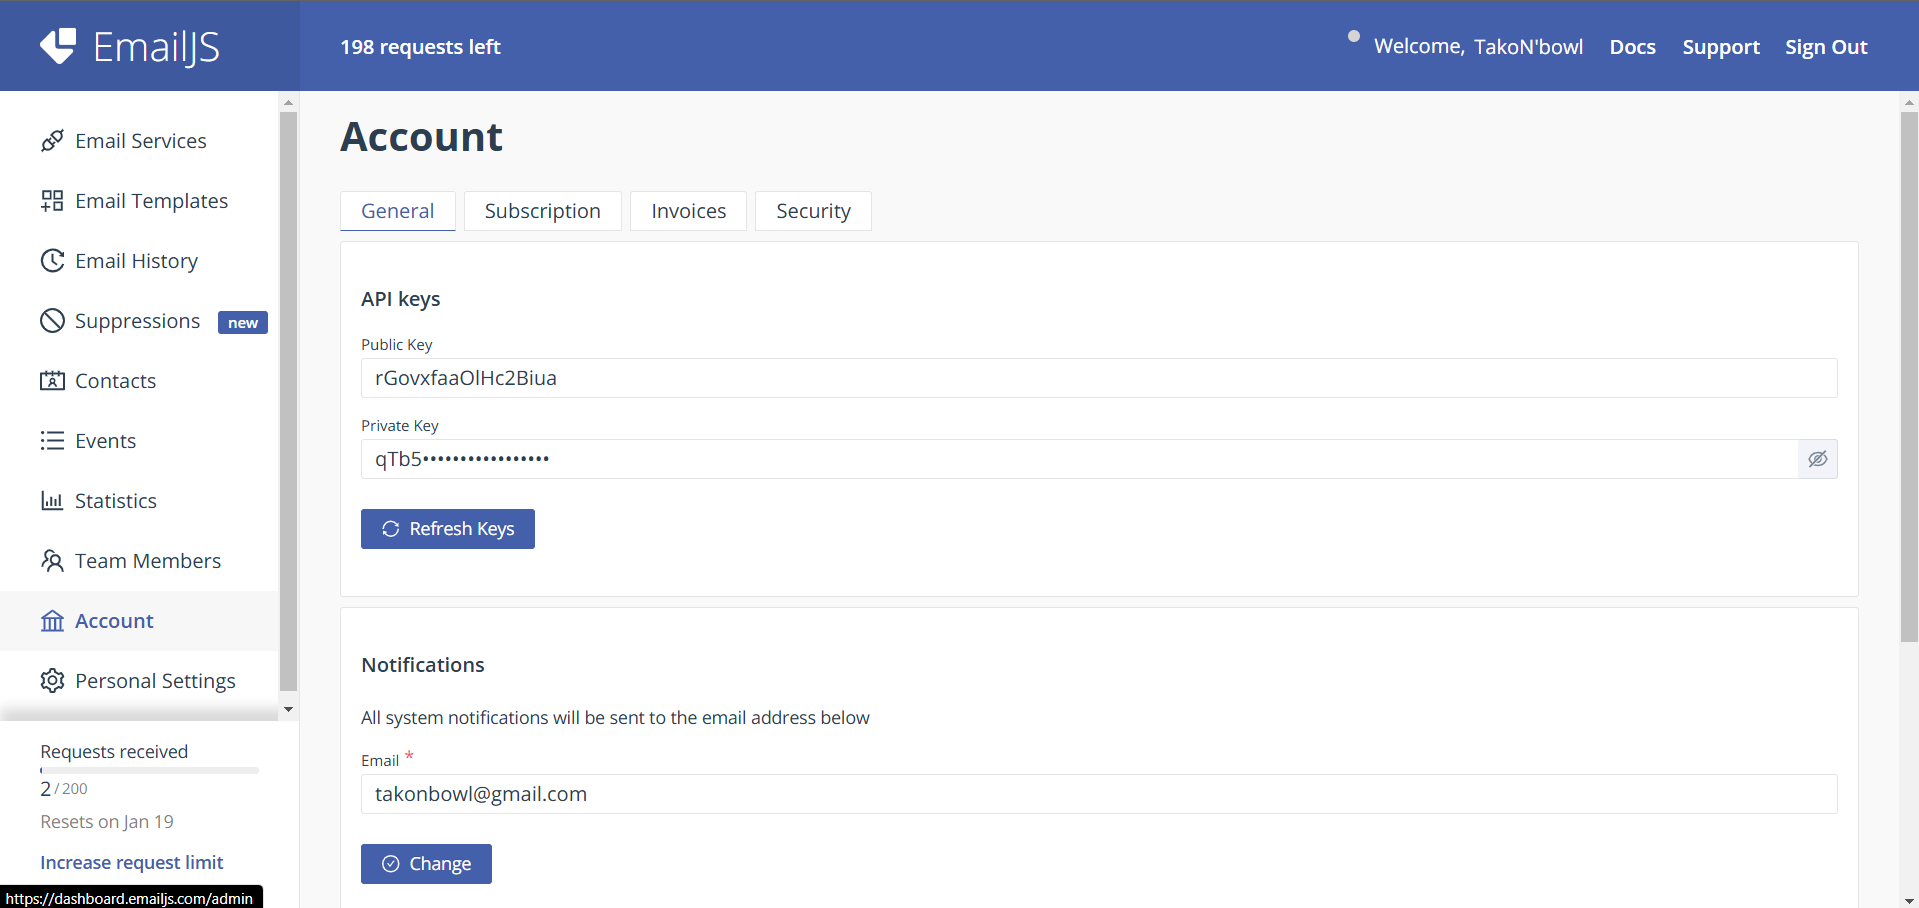 EmailJS
198 requests left
Welcome, TakoN'bowl
Docs
Support
Sign Out
Email Services
Email Templates
Email History
Suppressions new
Contacts
Events
Statistics
Team Members
Account
Personal Settings
Requests received
2 / 200
Resets on Jan 19
Increase request limit
https://dashboard.emailjs.com/admin
Account
General
Subscription
Invoices
Security
API keys
Public Key
rGovxfaaOlHc2Biua
Private Key
qTb5•••••••••••••••••
Refresh Keys
Notifications
All system notifications will be sent to the email address below
Email *
takonbowl@gmail.com
Change